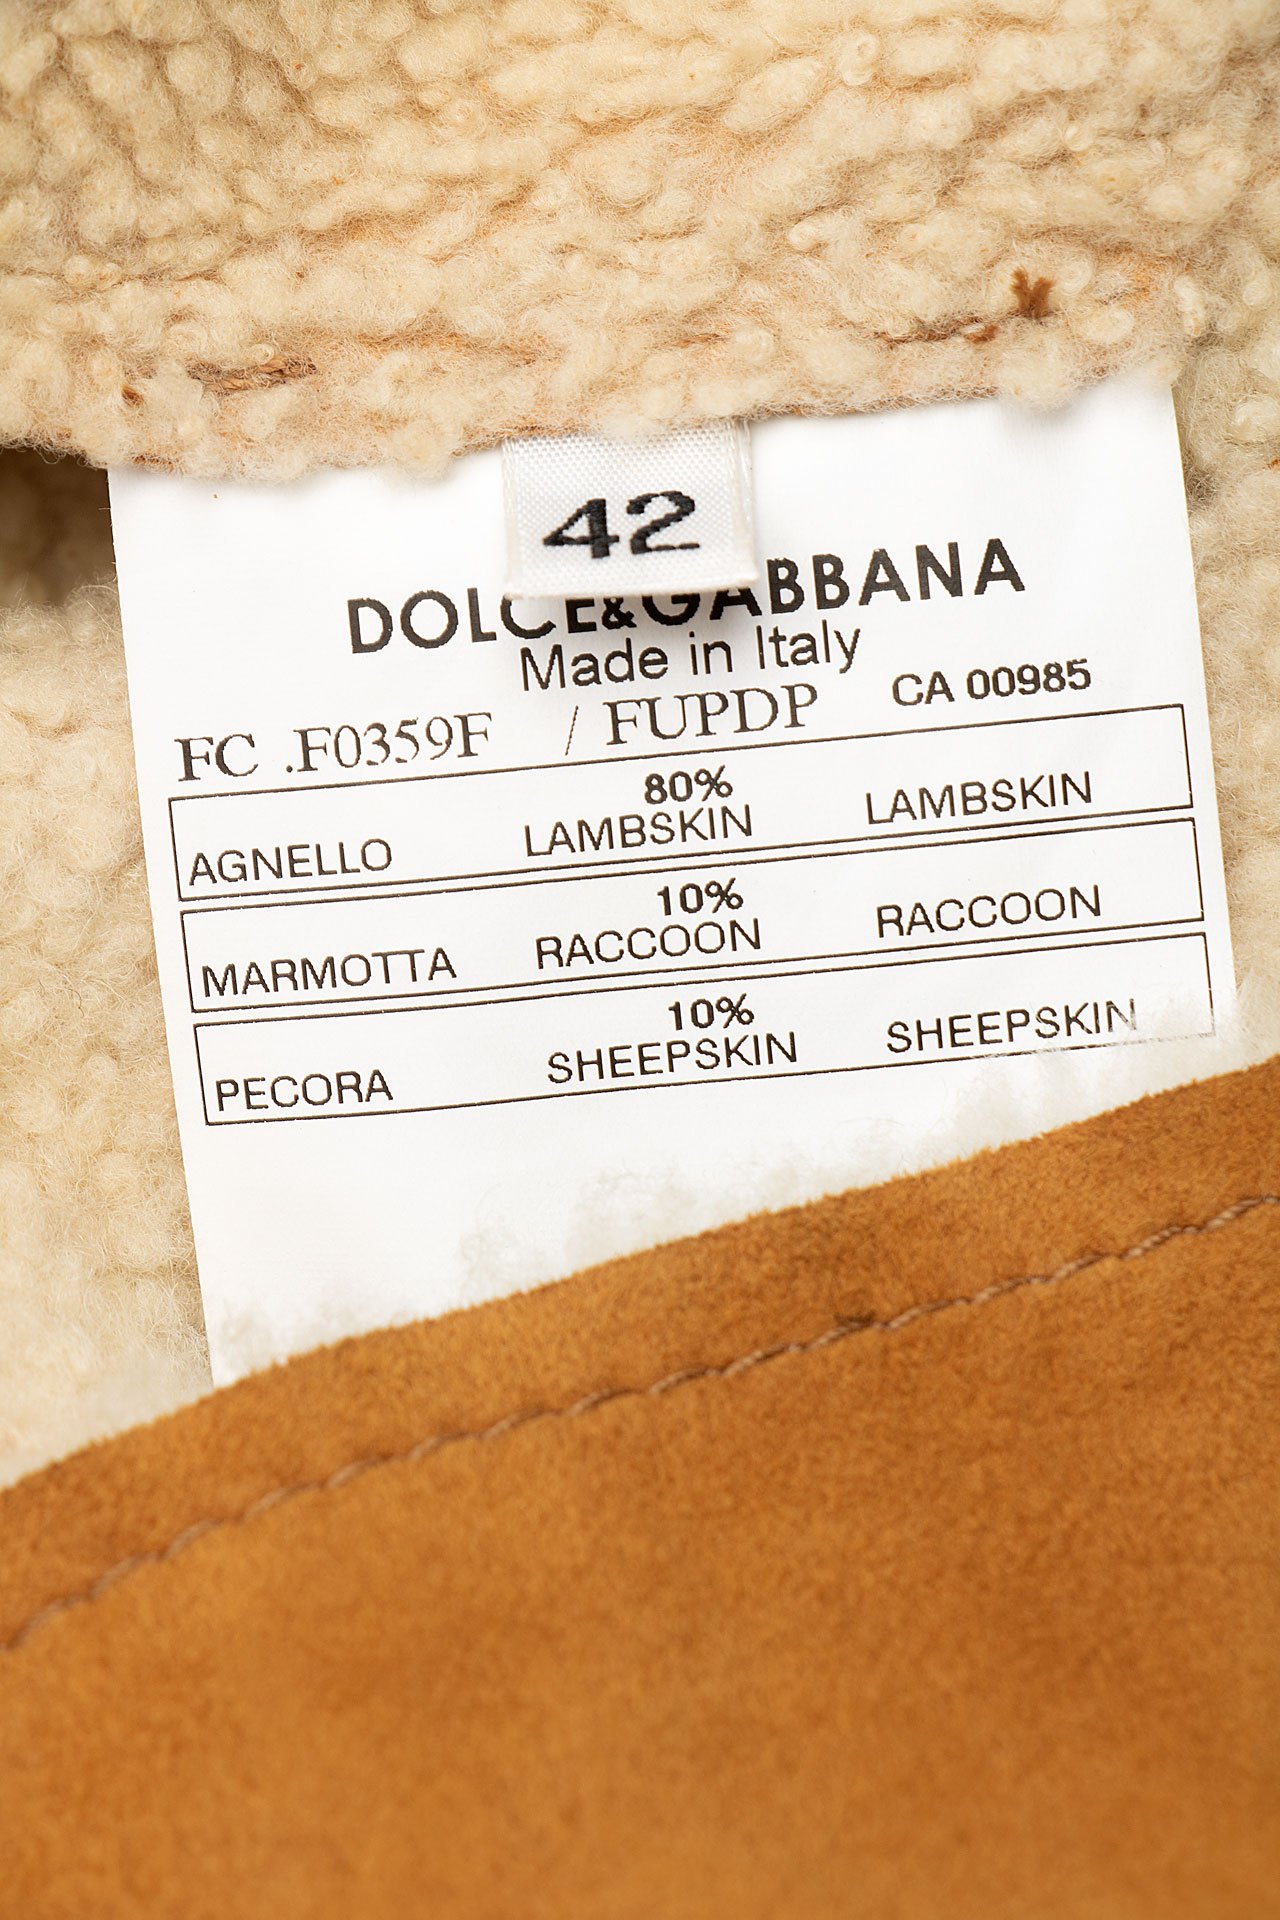 42
DOLCE&GABBANA
Made in Italy
FC .F0359F / FUPDP CA 00985
80%
AGNELLO LAMBSKIN LAMBSKIN
10%
MARMOTTA RACCOON RACCOON
10%
PECORA SHEEPSKIN SHEEPSKIN